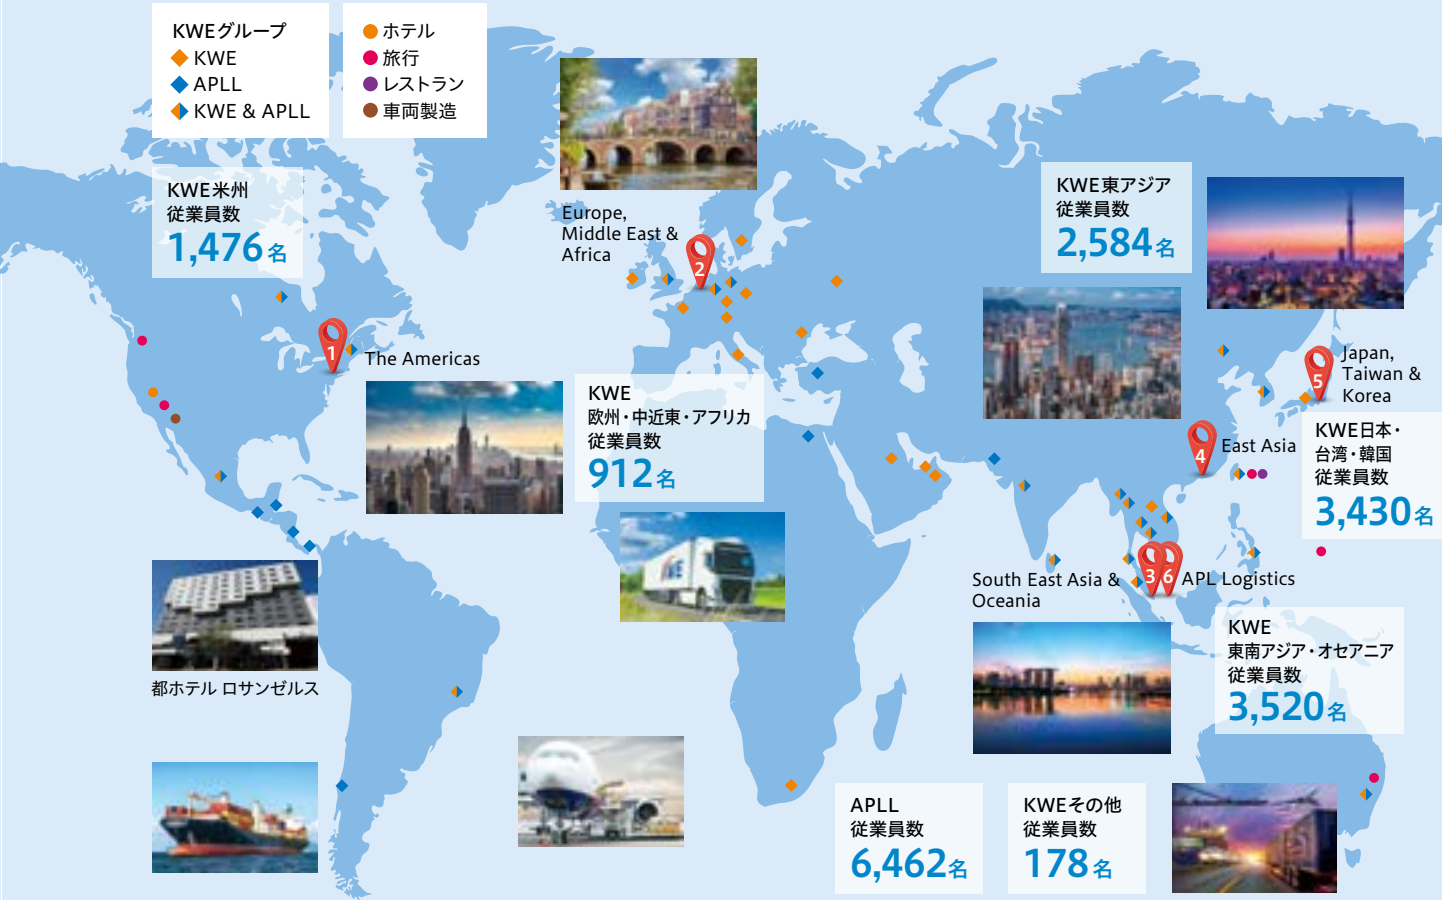 KWEグループ
KWE
APLL
KWE & APLL
ホテル
旅行
レストラン
車両製造
KWE米州
従業員数
1,476名
Europe,
Middle East &
Africa
2
KWE東アジア
従業員数
2,584名
1
The Americas
KWE
欧州・中近東・アフリカ
従業員数
912名
5
Japan,
Taiwan &
Korea
4
East Asia
KWE日本・
台湾・韓国
従業員数
3,430名
3
6
South East Asia &
Oceania
APL Logistics
KWE
東南アジア・オセアニア
従業員数
3,520名
都ホテル ロサンゼルス
APLL
従業員数
6,462名
KWEその他
従業員数
178名